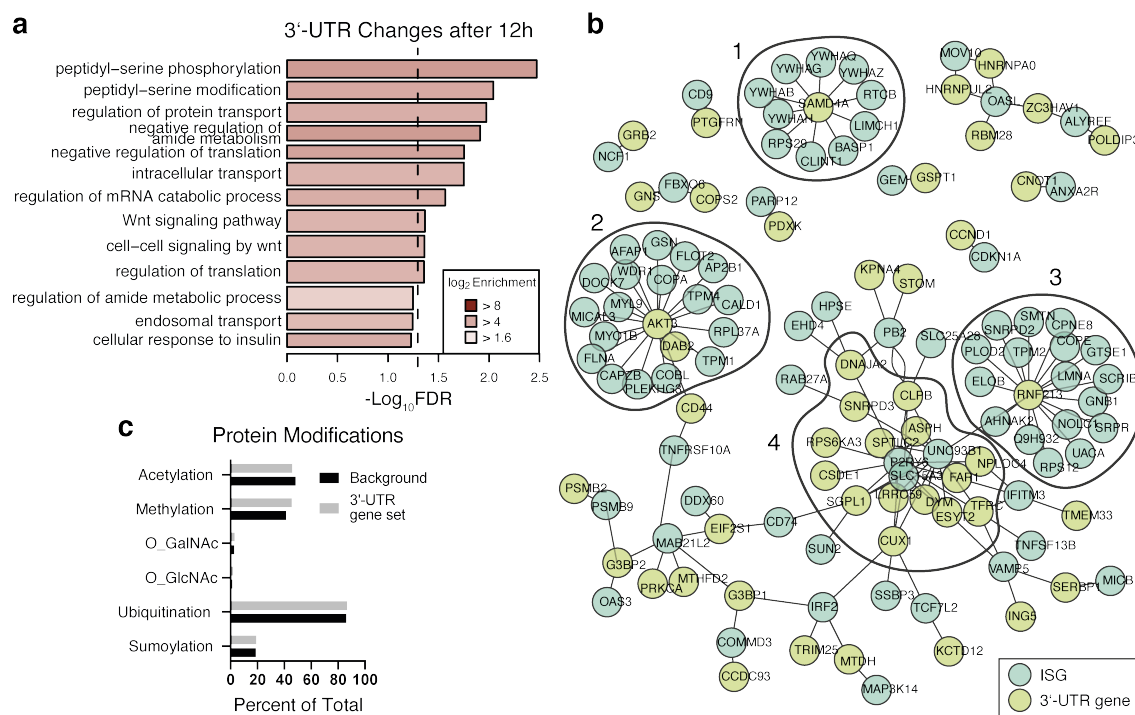 a
3'-UTR Changes after 12h
peptidyl-serine phosphorylation
peptidyl-serine modification
regulation of protein transport
negative regulation of
amide metabolism
negative regulation of translation
intracellular transport
regulation of mRNA catabolic process
Wnt signaling pathway
cell-cell signaling by wnt
regulation of translation
regulation of amide metabolic process
endosomal transport
cellular response to insulin
log2 Enrichment
> 8
> 4
> 1.6
0.0 0.5 1.0 1.5 2.0 2.5
-Log10FDR
b
1
YWHAQ
YWHAG
YWHAZ
YWHAB
SAMD4A
RTCB
YWHAH
LIMCH1
RPS29
BASP1
CLINT1
CD9
PTGFRN
GRB2
NCF1
MOV10
HNRNPA0
HNRNPUL2
OASL
ZC3HAV1
ALYREF
RBM28
POLDIP3
GNS
FBXO6
COPS2
PARP12
PDXK
GEM
GSPT1
CNOT1
ANXA2R
CCND1
CDKN1A
2
GSN
AFAP1
FLOT2
WDR1
COPA
AP2B1
DOCK7
MYL9
TPM4
CALD1
MICAL3
AKT3
RPL37A
MYO1B
DAB2
FLNA
TPM1
CAPZB
COBL
PLEKHG3
CD44
TNFRSF10A
3
SMTN
SNRPD2
CPNE8
COPE
PLOD2
TPM2
GTSE1
ELOB
LMNA
SCRIB
RNF213
GNB1
AHNAK2
NOLC1
SRPR
Q9H932
UACA
RPS12
KPNA4
STOM
HPSE
EHD4
PB2
SLC25A28
DNAJA2
RAB27A
CLPB
SNRPD3
4
ASPH
RPS6KA3
SPTLC2
UNC93B1
P2RY6
NPLOC4
CSDE1
SLC15A3
FAR1
SGPL1
LRRC59
DYM
TFRC
IFITM3
ESYT2
TMEM33
CUX1
TNFSF13B
SUN2
CD74
VAMP5
SERBP1
MICB
ING5
PSMB2
PSMB9
DDX60
EIF2S1
MAB21L2
G3BP2
PRKCA
MTHFD2
OAS3
G3BP1
COMMD3
CCDC93
IRF2
SSBP3
TCF7L2
TRIM25
MTDH
KCTD12
MAP3K14
ISG
3'-UTR gene
c
Protein Modifications
Acetylation
Methylation
O_GalNAc
O_GlcNAc
Ubiquitination
Sumoylation
Background
3'-UTR
gene set
0 20 40 60 80 100
Percent of Total